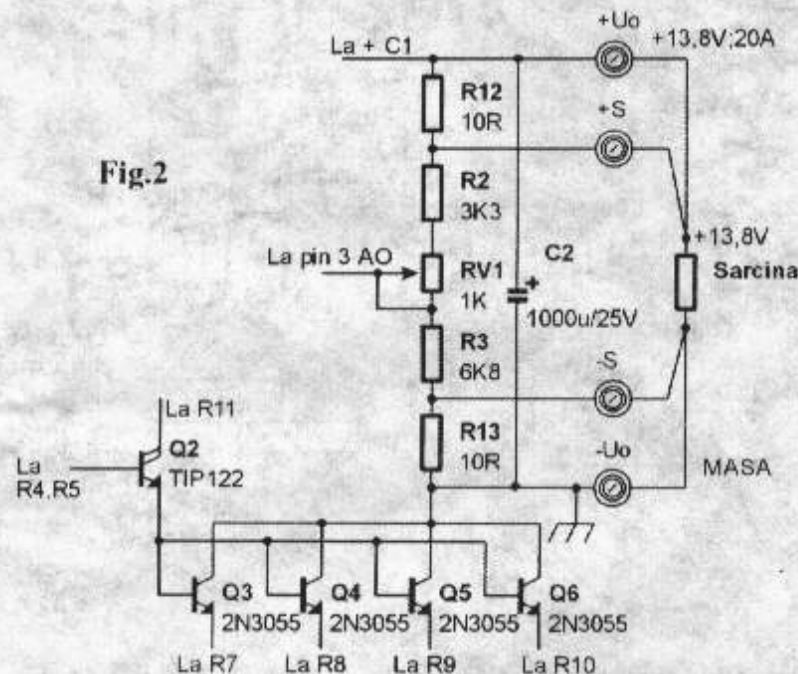 +Uo
La + C1
+13,8V;20A
R12
10R
+S
Fig.2
R2
3K3
+13,8V
La pin 3 AO
RV1
1K
C2
+
1000u/25V
Sarcina
R3
6K8
-S
La R11
R13
10R
-Uo
MASA
Q2
TIP122
La
R4,R5
Q3
2N3055
Q4
2N3055
Q5
2N3055
Q6
2N3055
La R7
La R8
La R9
La R10